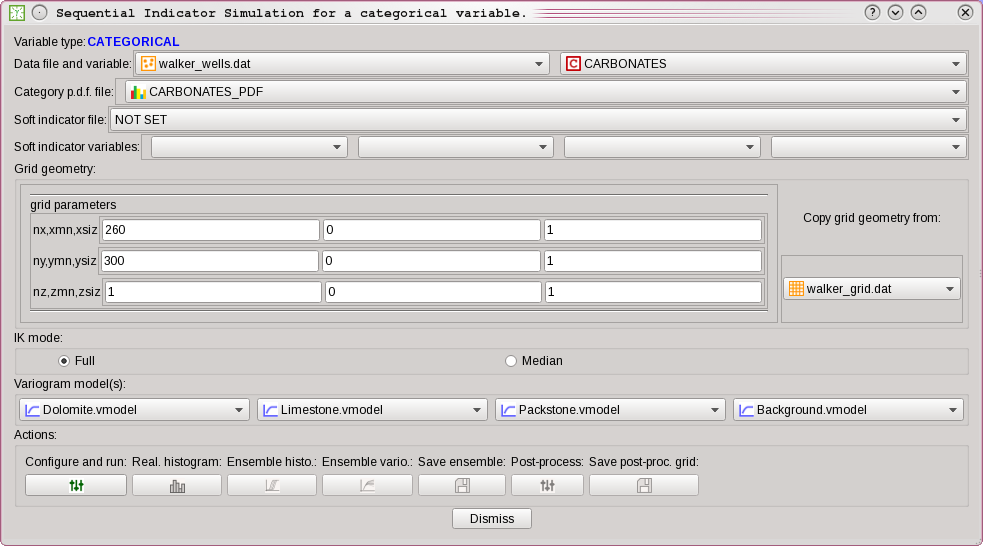 Sequential Indicator Simulation for a categorical variable.
Variable type: CATEGORICAL
Data file and variable: walker_wells.dat CARBONATES
Category p.d.f. file: CARBONATES_PDF
Soft indicator file: NOT SET
Soft indicator variables:
Grid geometry:
grid parameters
nx,xmn,xsiz 260 0 1
Copy grid geometry from:
ny,ymn,ysiz 300 0 1
nz,zmn,zsiz 1 0 1
walker_grid.dat
IK mode:
Full Median
Variogram model(s):
Dolomite.vmodel Limestone.vmodel Packstone.vmodel Background.vmodel
Actions:
Configure and run: Real. histogram: Ensemble histo.: Ensemble vario.: Save ensemble: Post-process: Save post-proc. grid:
Dismiss